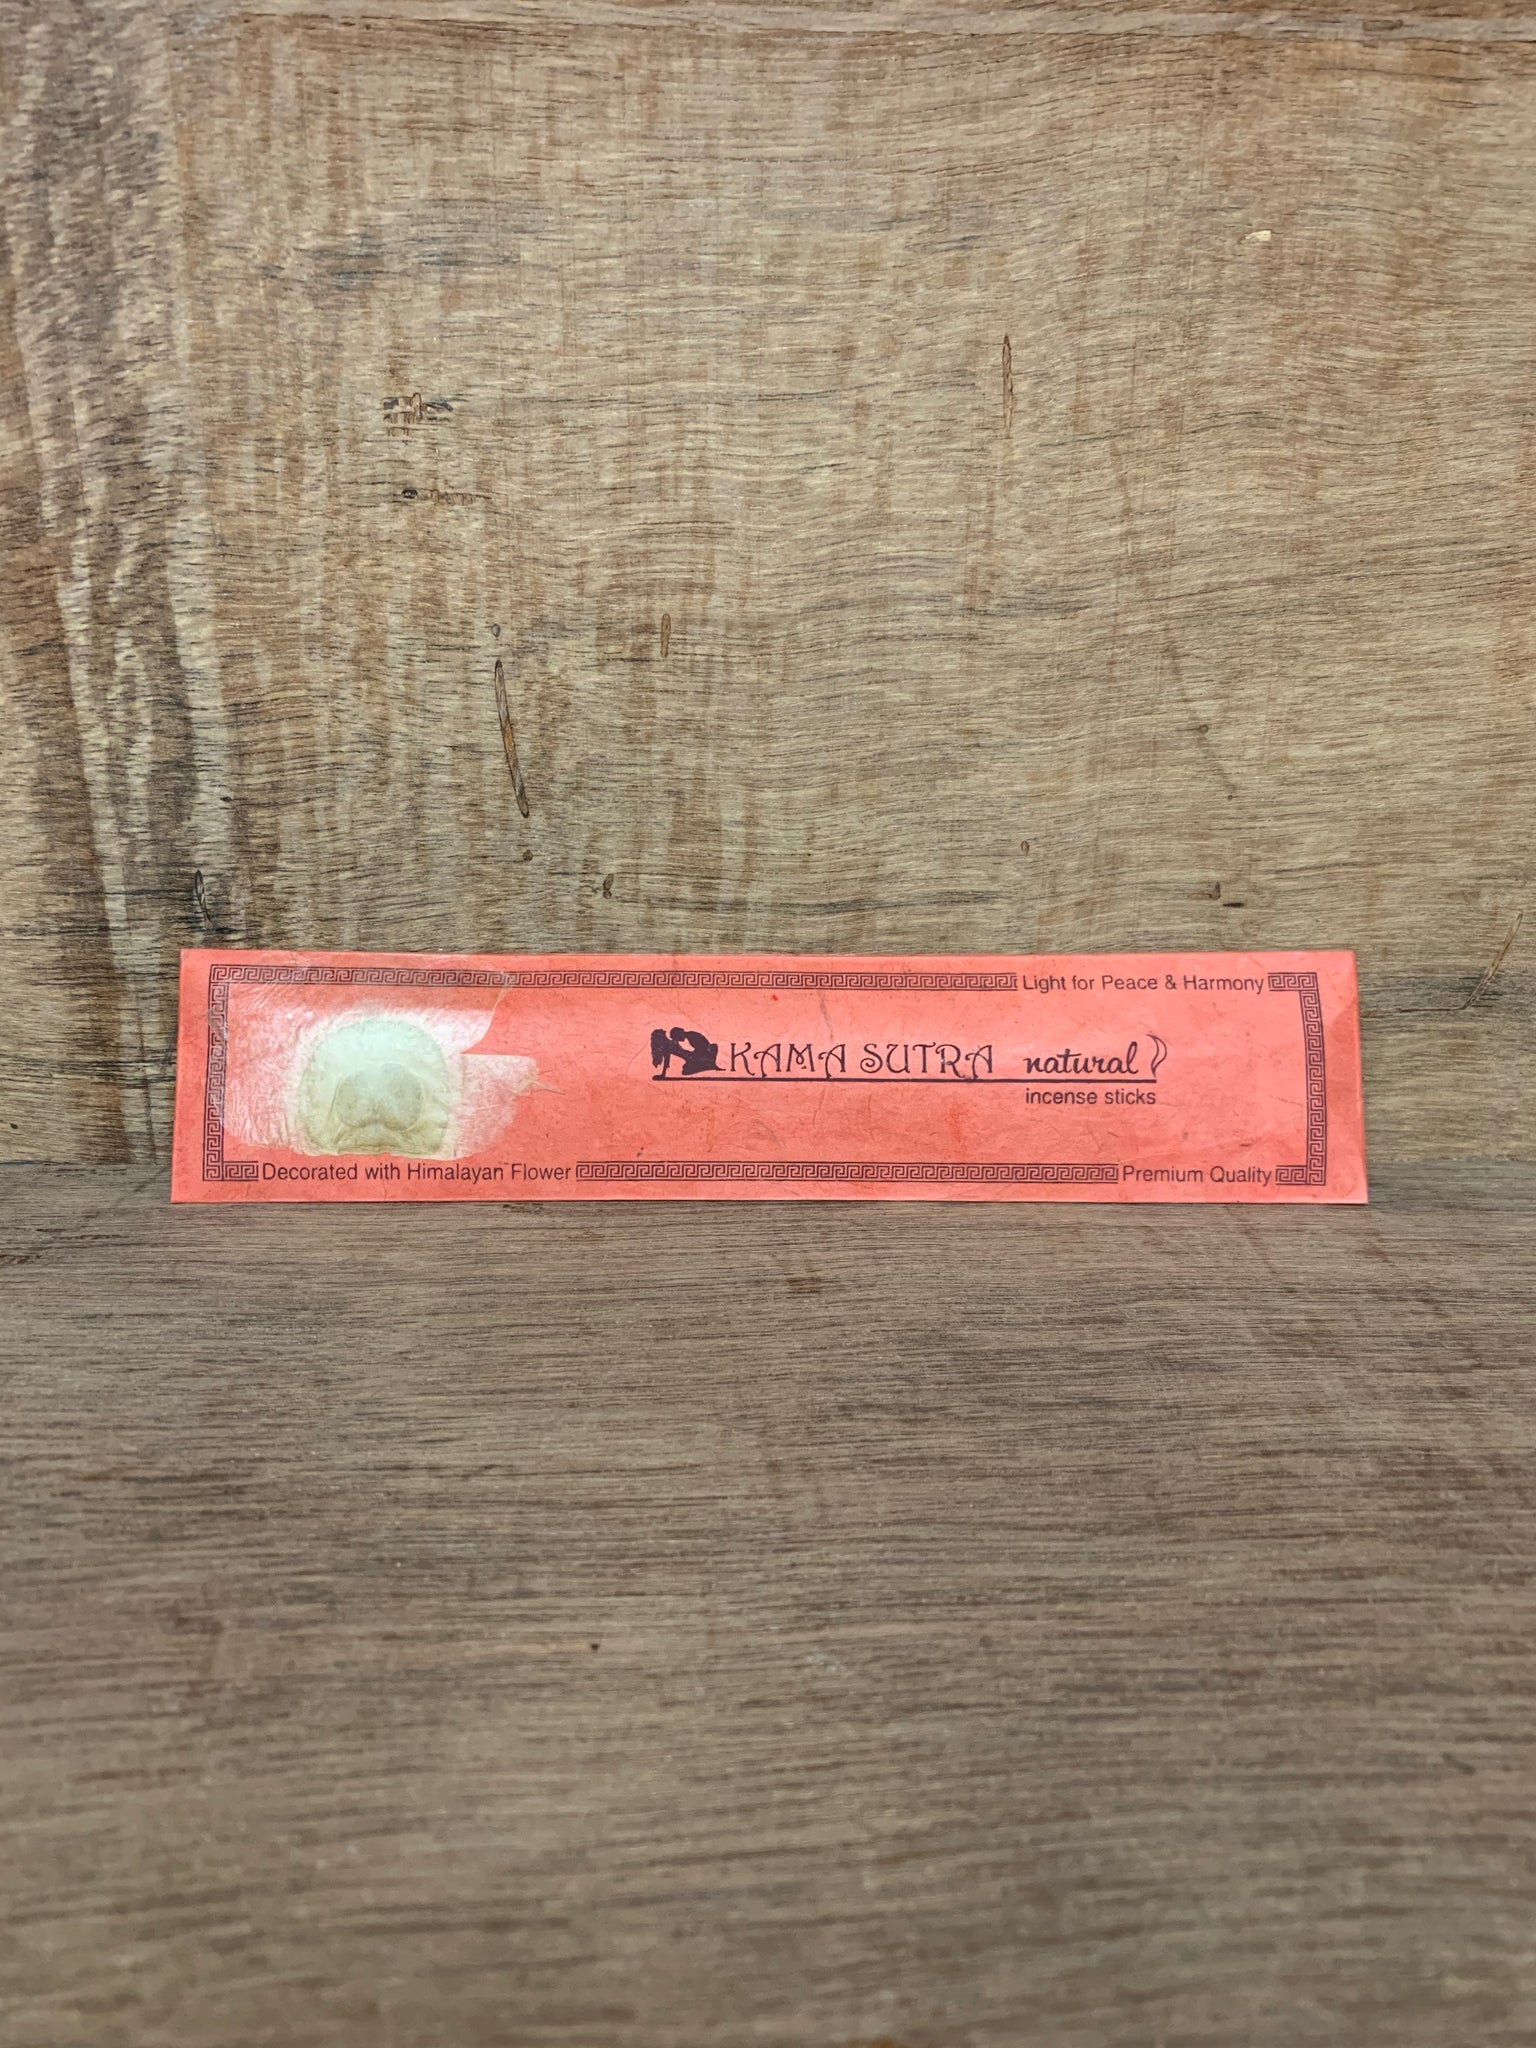 Light for Peace & Harmony
KAMA SUTRA natural
incense sticks
Decorated with Himalayan Flower
Premium Quality